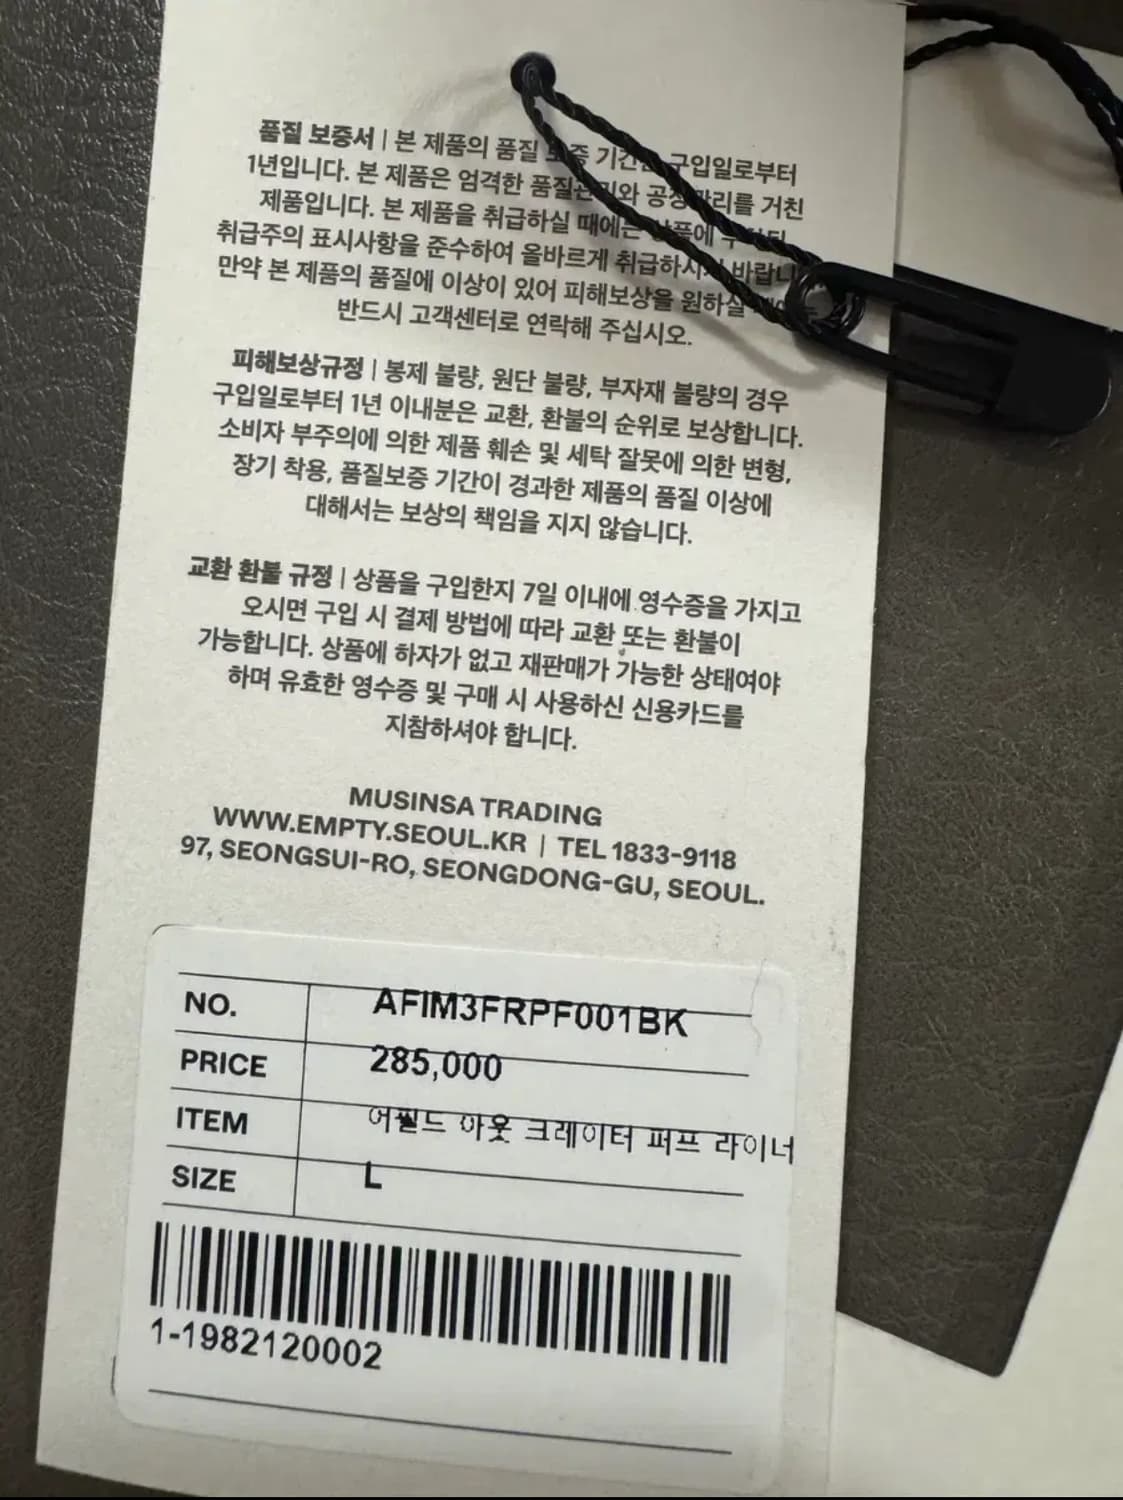 품질 보증서 | 본 제품의 품질 기간은 구입일로부터
1년입니다. 본 제품은 엄격한 품질관리와 거친
제품입니다. 본 제품을 취급하실 때에는
취급주의 표시사항을 준수하여 올바르게 취급하시기
만약 본 제품의 품질에 이상이 있어 피해보상을 원하실
반드시 고객센터로 연락해 주십시오.
피해보상규정 | 봉제 불량, 원단 불량, 부자재 불량의 경우
구입일로부터 1년 이내분은 교환, 환불의 순위로 보상합니다.
소비자 부주의에 의한 제품 훼손 및 세탁 잘못에 의한 변형,
장기 착용, 품질보증 기간이 경과한 제품의 품질 이상에
대해서는 보상의 책임을 지지 않습니다.
교환 환불 규정 | 상품을 구입한지 7일 이내에 영수증을 가지고
오시면 구입 시 결제 방법에 따라 교환 또는 환불이
가능합니다. 상품에 하자가 없고 재판매가 가능한 상태여야
하며 유효한 영수증 및 구매 시 사용하신 신용카드를
지참하셔야 합니다.
MUSINSA TRADING
WWW.EMPTY.SEOUL.KR | TEL 1833-9118
97, SEONGSUI-RO, SEONGDONG-GU, SEOUL.
NO. AFIM3FRPF001BK
PRICE 285,000
ITEM 어필드 아웃 크레이터 퍼프 라이너
SIZE L
1-1982120002